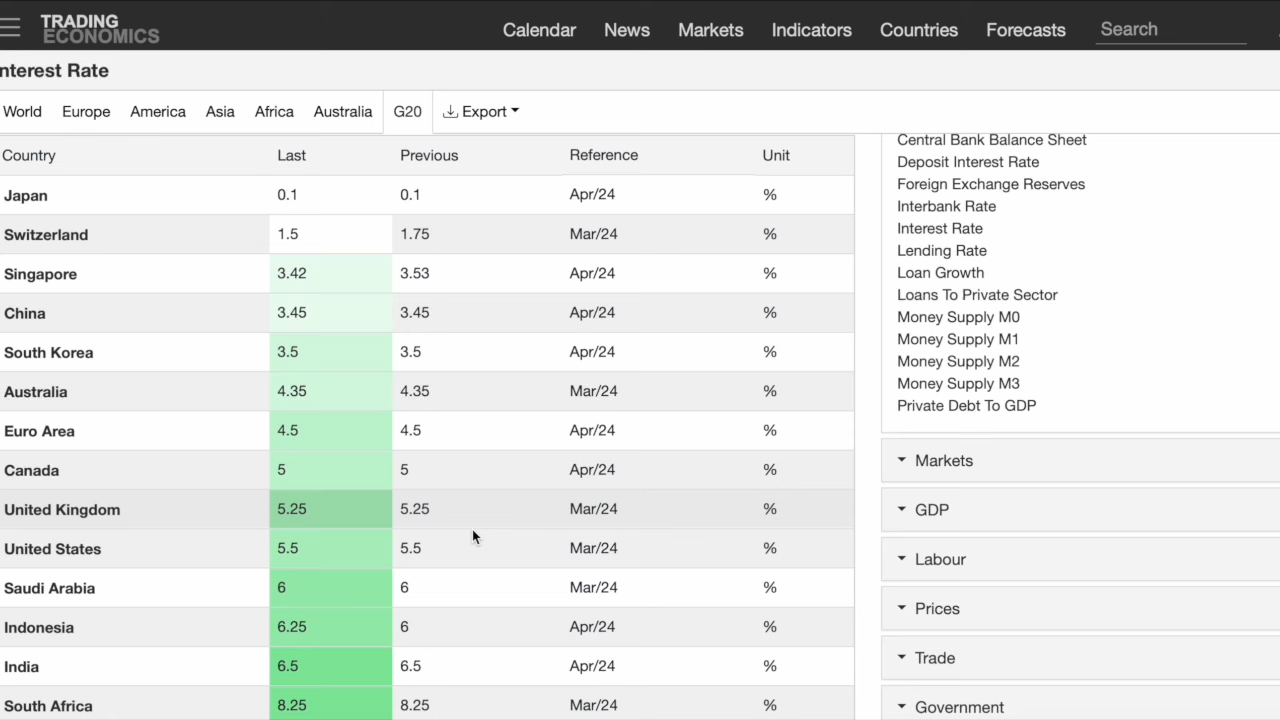 TRADING
ECONOMICS
Calendar News Markets Indicators Countries Forecasts Search
nterest Rate
World Europe America Asia Africa Australia G20 Export
Country Last Previous Reference Unit
Japan 0.1 0.1 Apr/24 %
Switzerland 1.5 1.75 Mar/24 %
Singapore 3.42 3.53 Apr/24 %
China 3.45 3.45 Apr/24 %
South Korea 3.5 3.5 Apr/24 %
Australia 4.35 4.35 Mar/24 %
Euro Area 4.5 4.5 Apr/24 %
Canada 5 5 Apr/24 %
United Kingdom 5.25 5.25 Mar/24 %
United States 5.5 5.5 Mar/24 %
Saudi Arabia 6 6 Mar/24 %
Indonesia 6.25 6 Apr/24 %
India 6.5 6.5 Apr/24 %
South Africa 8.25 8.25 Mar/24 %
Central Bank Balance Sheet
Deposit Interest Rate
Foreign Exchange Reserves
Interbank Rate
Interest Rate
Lending Rate
Loan Growth
Loans To Private Sector
Money Supply M0
Money Supply M1
Money Supply M2
Money Supply M3
Private Debt To GDP
Markets
GDP
Labour
Prices
Trade
Government